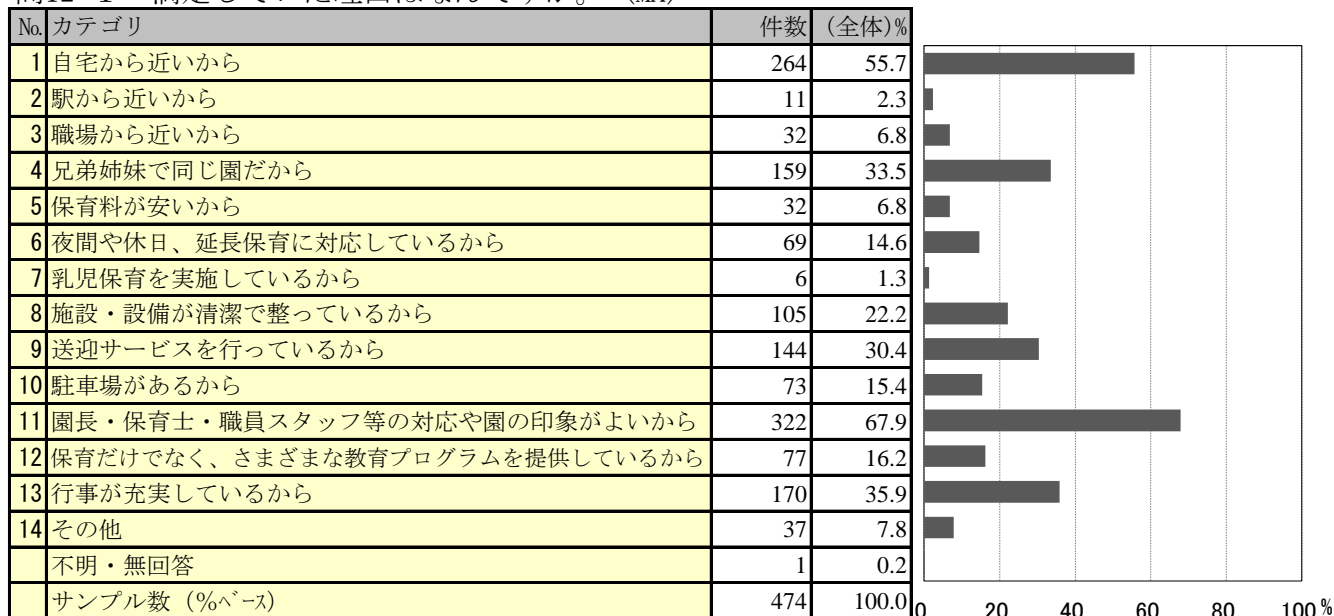 № カテゴリ 件数 (全体)%
1 自宅から近いから 264 55.7
2 駅から近いから 11 2.3
3 職場から近いから 32 6.8
4 兄弟姉妹で同じ園だから 159 33.5
5 保育料が安いから 32 6.8
6 夜間や休日、延長保育に対応しているから 69 14.6
7 乳児保育を実施しているから 6 1.3
8 施設・設備が清潔で整っているから 105 22.2
9 送迎サービスを行っているから 144 30.4
10 駐車場があるから 73 15.4
11 園長・保育士・職員スタッフ等の対応や園の印象がよいから 322 67.9
12 保育だけでなく、さまざまな教育プログラムを提供しているから 77 16.2
13 行事が充実しているから 170 35.9
14 その他 37 7.8
不明・無回答 1 0.2
サンプル数(%ベース) 474 100.0
0 20 40 60 80 100 %